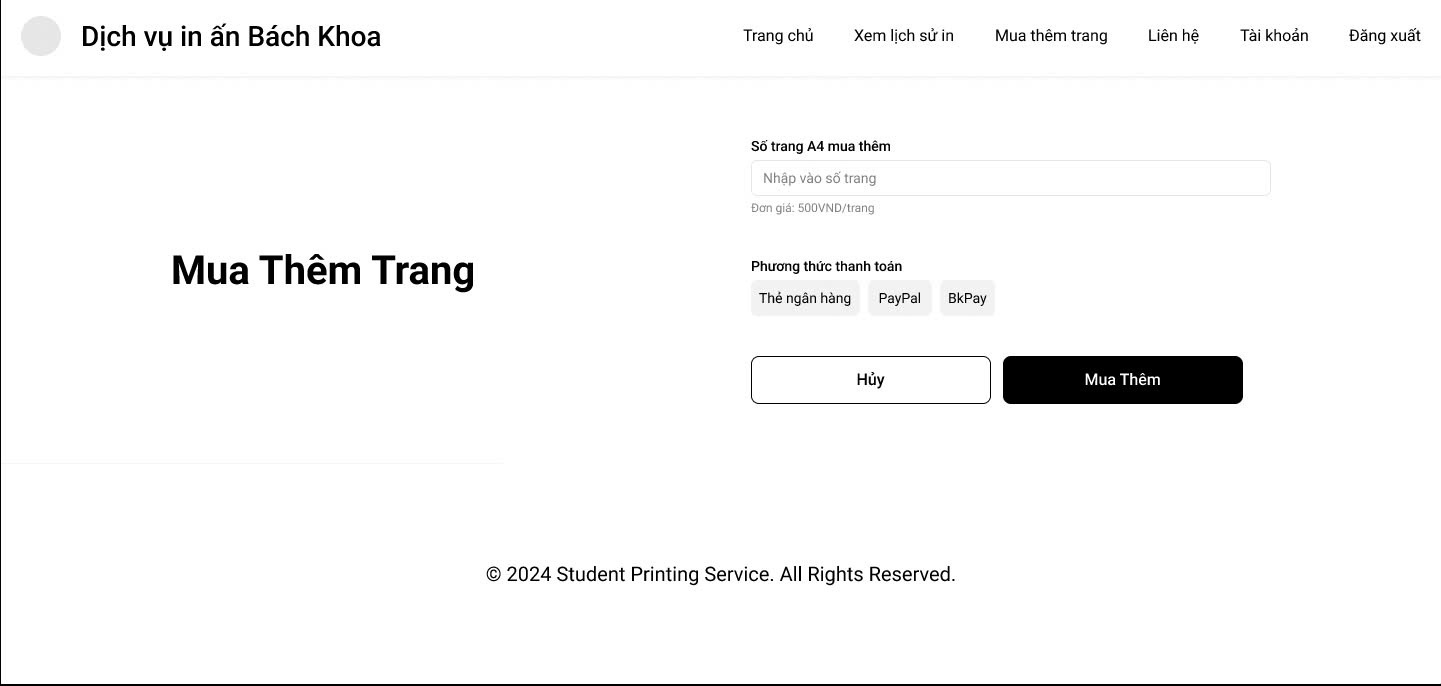 Dịch vụ in ấn Bách Khoa
Trang chủ
Xem lịch sử in
Mua thêm trang
Liên hệ
Tài khoản
Đăng xuất
Mua Thêm Trang
Số trang A4 mua thêm
Nhập vào số trang
Đơn giá: 500VND/trang
Phương thức thanh toán
Thẻ ngân hàng
PayPal
BkPay
Hủy
Mua Thêm
© 2024 Student Printing Service. All Rights Reserved.